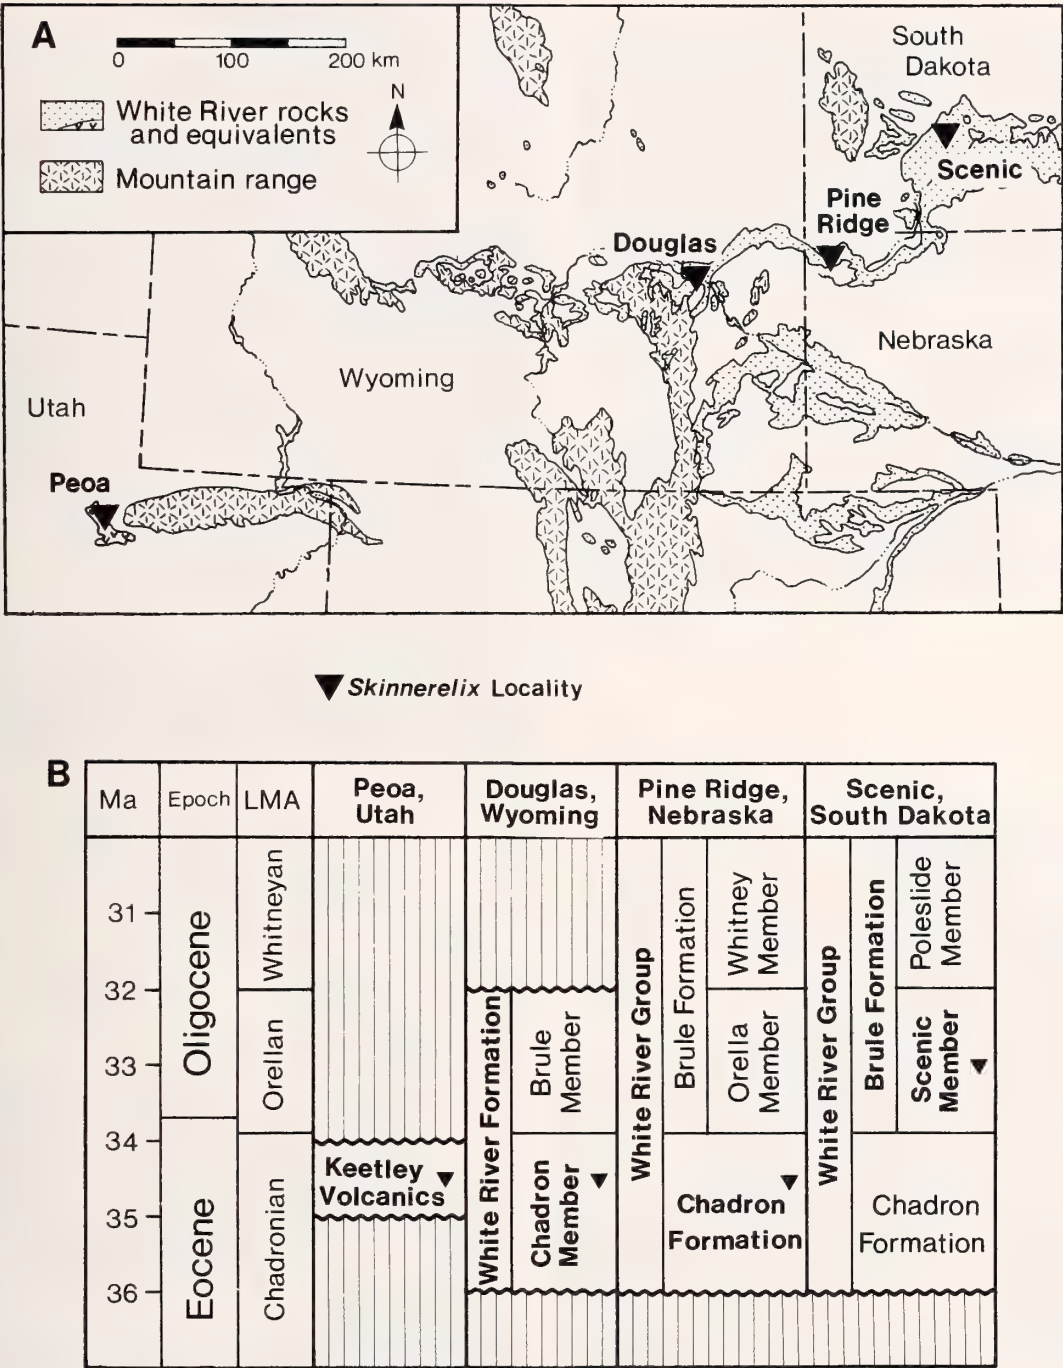 A
0 100 200 km
N
White River rocks
and equivalents
Mountain range
South
Dakota
Scenic
Pine
Ridge
Douglas
Nebraska
Wyoming
Utah
Peoa
Skinnerelix Locality
B
Ma
Epoch
LMA
Peoa,
Utah
Douglas,
Wyoming
Pine Ridge,
Nebraska
Scenic,
South Dakota
31
32
33
34
35
36
Oligocene
Eocene
Whitneyan
Orellan
Chadronian
Keetley
Volcanics
White River Formation
Brule
Member
Chadron
Member
White River Group
Brule Formation
Whitney
Member
Orella
Member
Chadron
Formation
White River Group
Brule Formation
Poleslide
Member
Scenic
Member
Chadron
Formation